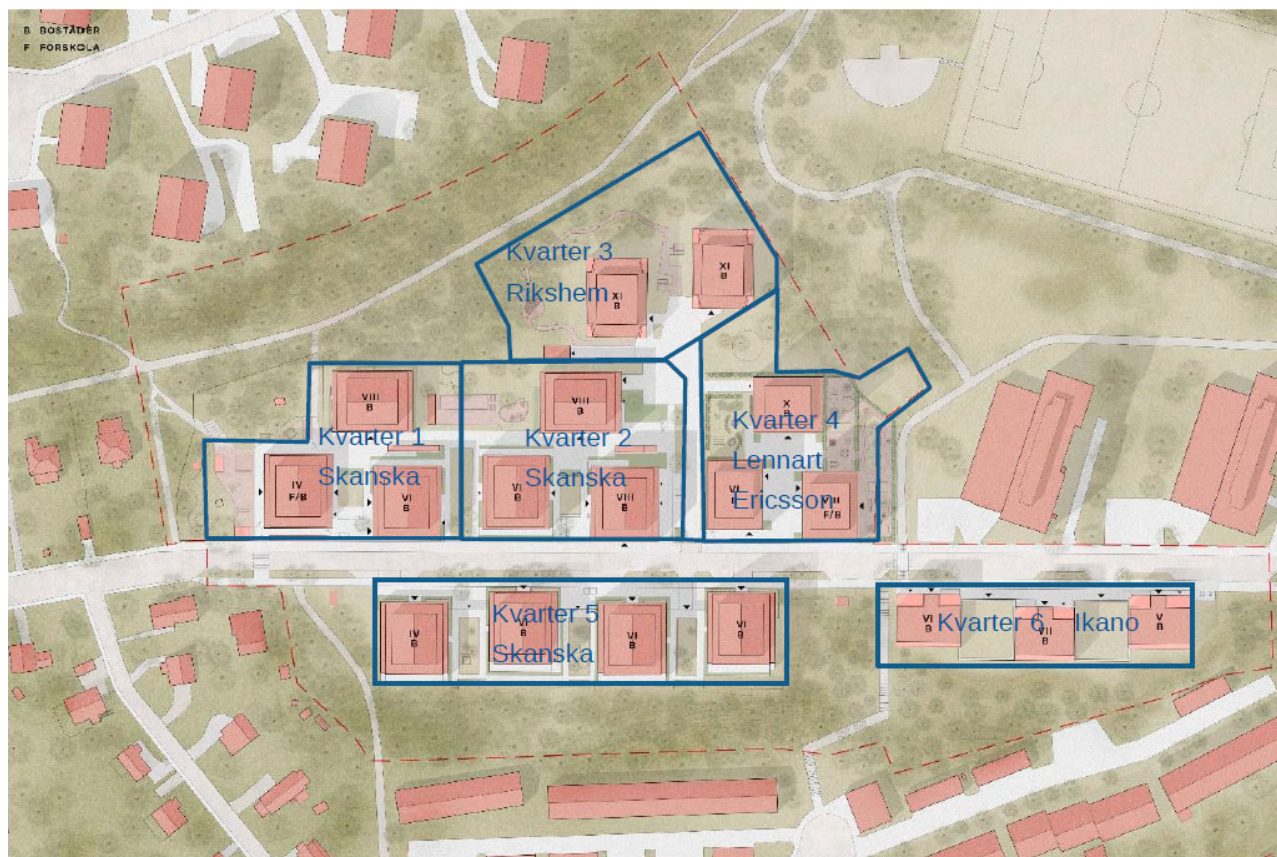 B BOSTÄDER
F FÖRSKOLA
Kvarter 3
Rikshem
XI
B
XI
B
VIII
B
Kvarter 1
Skanska
IV
F/B
VI
B
VIII
B
Kvarter 2
Skanska
VI
B
VIII
B
X
B
Kvarter 4
Lennart
Ericsson
VI
B
VIII
F/B
IV
B
Kvarter 5
Skanska
VI
B
VI
B
VI
B
Kvarter 6 Ikano
VI
B
VII
B
V
B